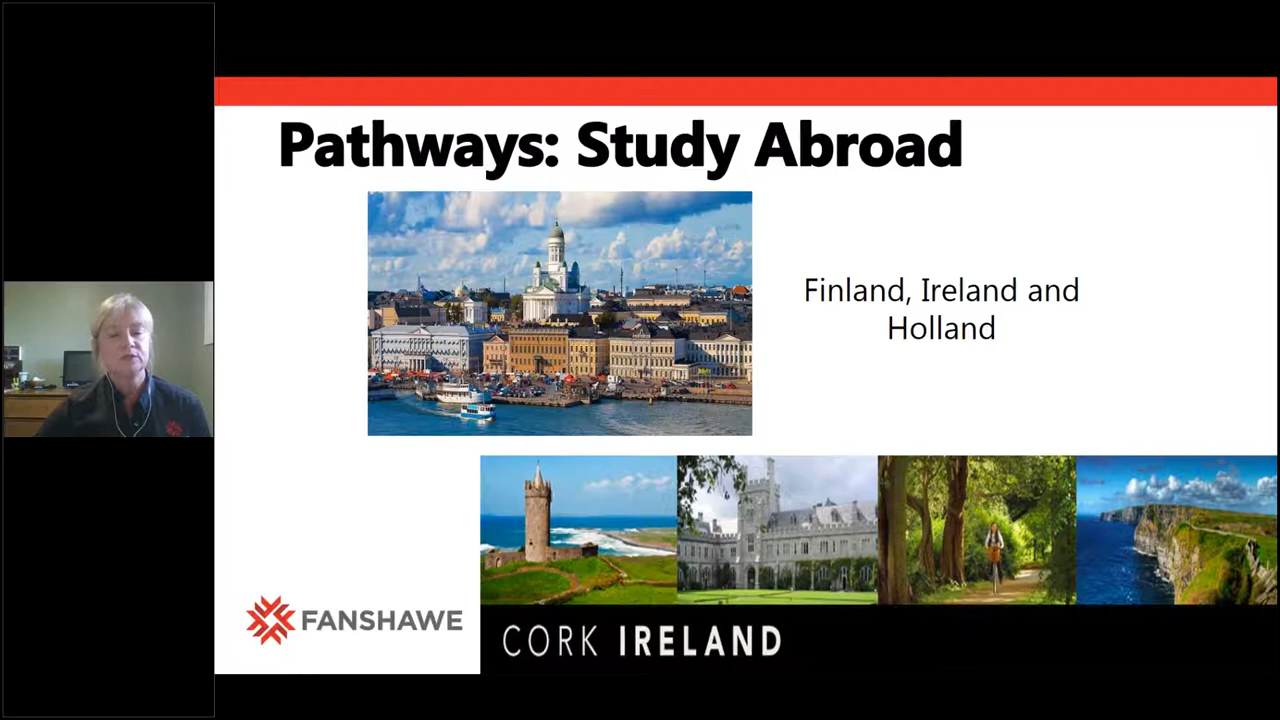 Pathways: Study Abroad
Finland, Ireland and
Holland
FANSHAWE
CORK IRELAND